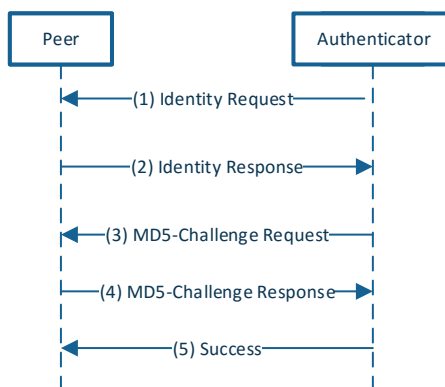 Peer
Authenticator
(1) Identity Request
(2) Identity Response
(3) MD5-Challenge Request
(4) MD5-Challenge Response
(5) Success